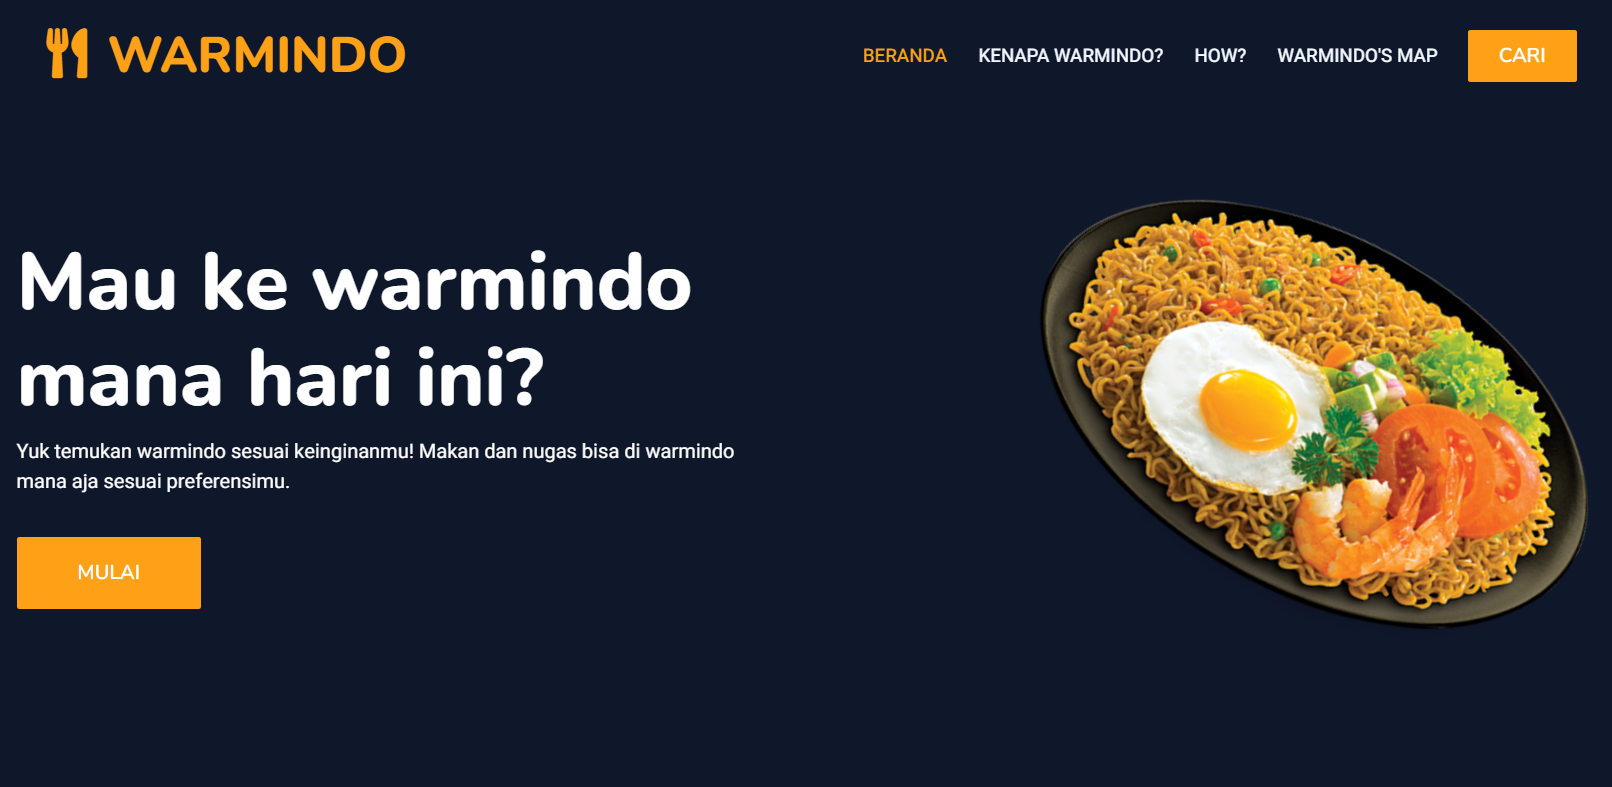 WARMINDO
BERANDA
KENAPA WARMINDO?
HOW?
WARMINDO'S MAP
CARI
Mau ke warmindo
mana hari ini?
Yuk temukan warmindo sesuai keinginanmu! Makan dan nugas bisa di warmindo
mana aja sesuai preferensimu.
MULAI